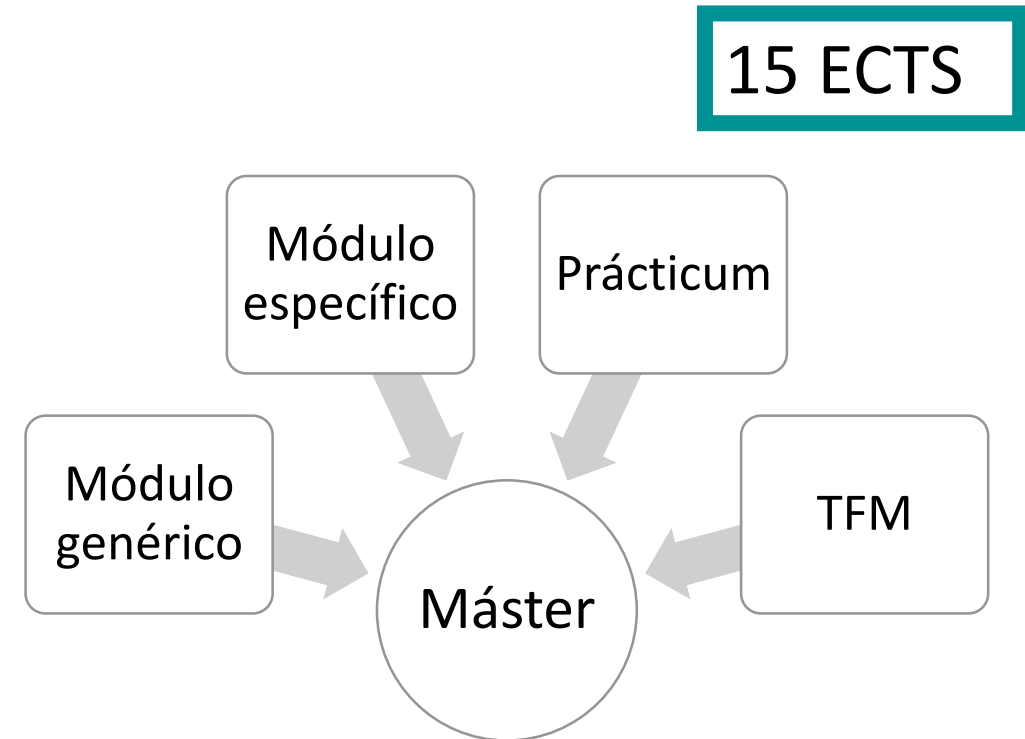 15 ECTS
Módulo
específico
Prácticum
Módulo
genérico
TFM
Máster